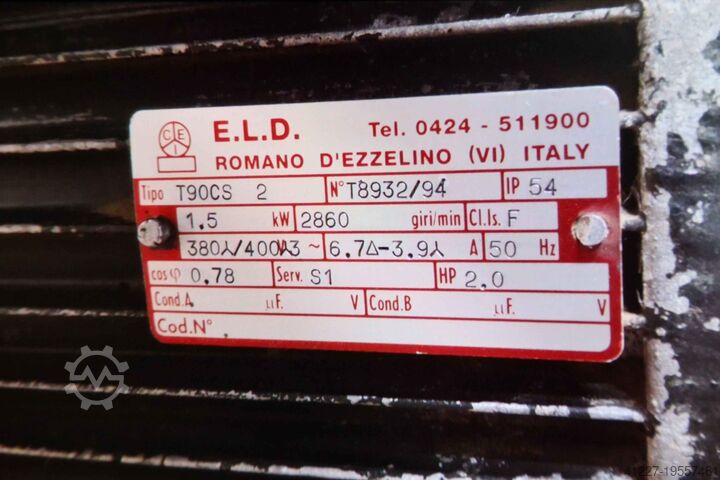 C E I
E.L.D.
Tel. 0424 - 511900
ROMANO D'EZZELINO (VI) ITALY
Tipo T90CS 2 N° T8932/94 IP 54
1.5 kW 2860 giri/min Cl.Is. F
380⅄/400 V 3 ~ 6.7Δ-3.9⅄ A 50 Hz
cosφ 0.78 Serv. S1 HP 2.0
Cond.A. µF. V Cond.B µF. V
Cod.N°